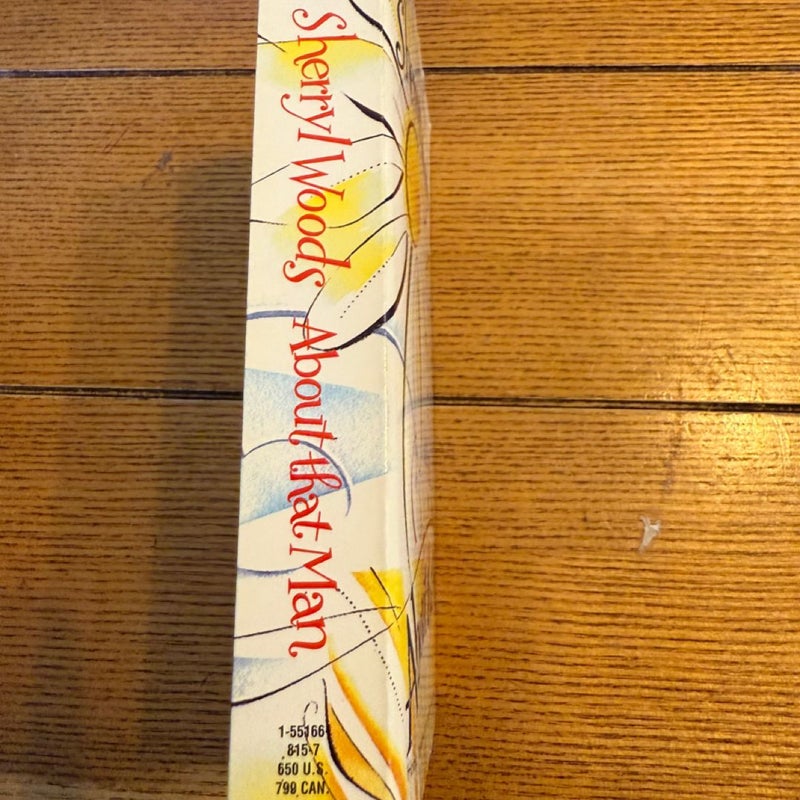 Sherryl Woods About that Man
1-55166-
815-7
650 U.S.
799 CAN.